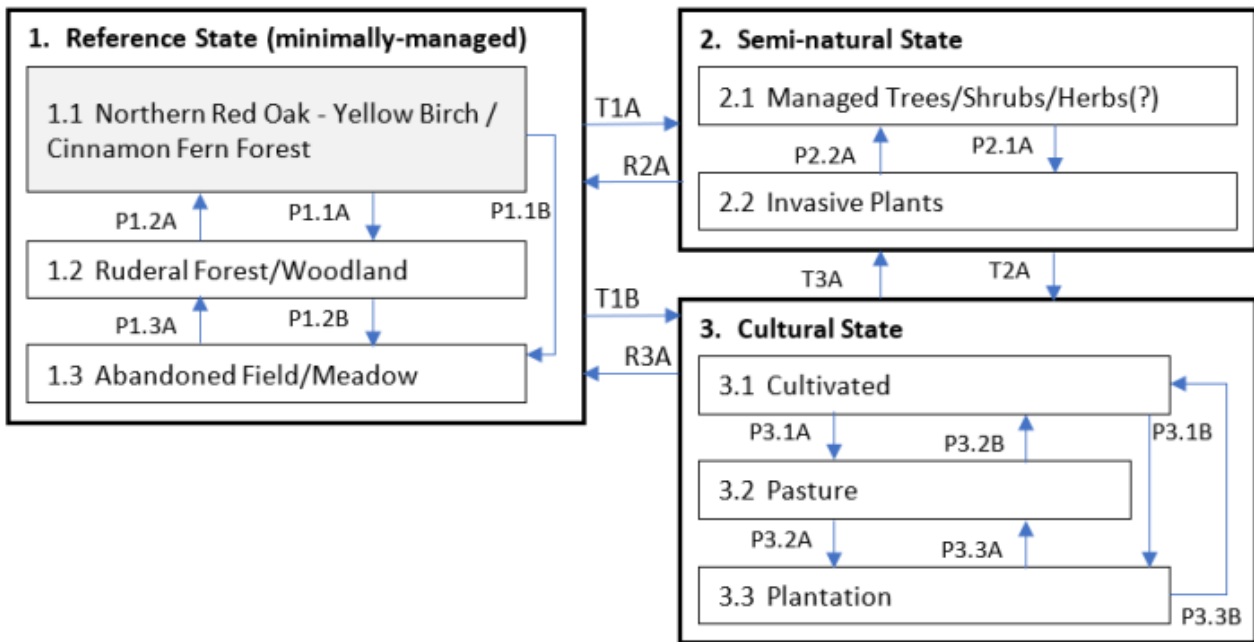 1. Reference State (minimally-managed)
1.1 Northern Red Oak - Yellow Birch /
Cinnamon Fern Forest
P1.2A
P1.1A
P1.1B
1.2 Ruderal Forest/Woodland
P1.3A
P1.2B
1.3 Abandoned Field/Meadow
T1A
R2A
T1B
R3A
2. Semi-natural State
2.1 Managed Trees/Shrubs/Herbs(?)
P2.2A
P2.1A
2.2 Invasive Plants
T3A
T2A
3. Cultural State
3.1 Cultivated
P3.1A
P3.2B
P3.1B
3.2 Pasture
P3.2A
P3.3A
3.3 Plantation
P3.3B